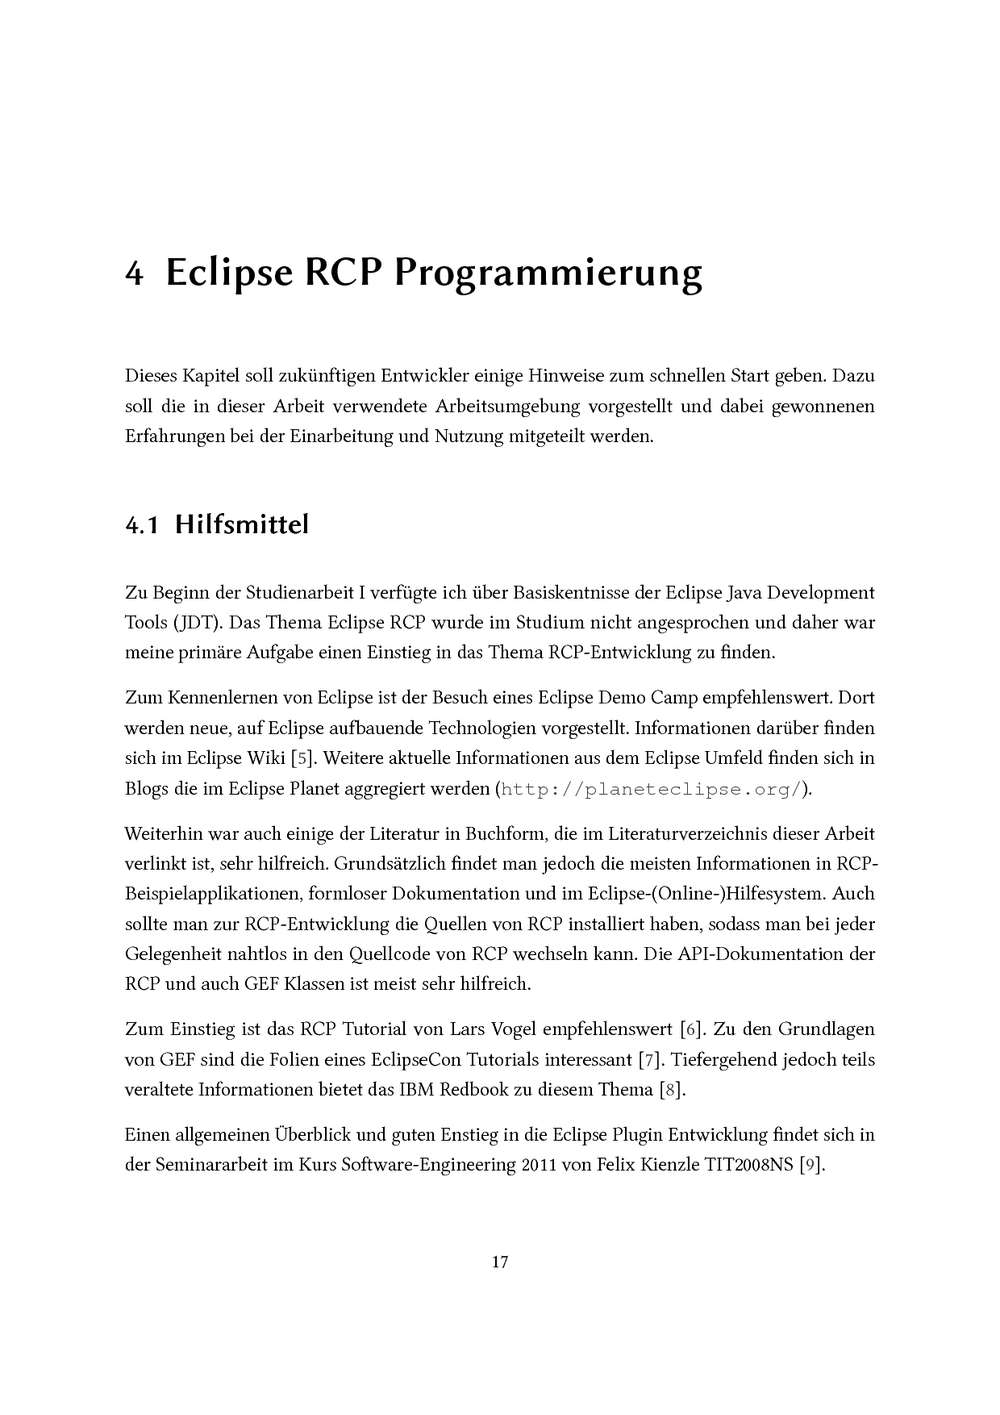 4 Eclipse RCP Programmierung
Dieses Kapitel soll zukünftigen Entwickler einige Hinweise zum schnellen Start geben. Dazu
soll die in dieser Arbeit verwendete Arbeitsumgebung vorgestellt und dabei gewonnenen
Erfahrungen bei der Einarbeitung und Nutzung mitgeteilt werden.
4.1 Hilfsmittel
Zu Beginn der Studienarbeit I verfügte ich über Basiskentnisse der Eclipse Java Development
Tools (JDT). Das Thema Eclipse RCP wurde im Studium nicht angesprochen und daher war
meine primäre Aufgabe einen Einstieg in das Thema RCP-Entwicklung zu finden.
Zum Kennenlernen von Eclipse ist der Besuch eines Eclipse Demo Camp empfehlenswert. Dort
werden neue, auf Eclipse aufbauende Technologien vorgestellt. Informationen darüber finden
sich im Eclipse Wiki [5]. Weitere aktuelle Informationen aus dem Eclipse Umfeld finden sich in
Blogs die im Eclipse Planet aggregiert werden (http://planeteclipse.org/).
Weiterhin war auch einige der Literatur in Buchform, die im Literaturverzeichnis dieser Arbeit
verlinkt ist, sehr hilfreich. Grundsätzlich findet man jedoch die meisten Informationen in RCP-
Beispielapplikationen, formloser Dokumentation und im Eclipse-(Online-)Hilfesystem. Auch
sollte man zur RCP-Entwicklung die Quellen von RCP installiert haben, sodass man bei jeder
Gelegenheit nahtlos in den Quellcode von RCP wechseln kann. Die API-Dokumentation der
RCP und auch GEF Klassen ist meist sehr hilfreich.
Zum Einstieg ist das RCP Tutorial von Lars Vogel empfehlenswert [6]. Zu den Grundlagen
von GEF sind die Folien eines EclipseCon Tutorials interessant [7]. Tiefergehend jedoch teils
veraltete Informationen bietet das IBM Redbook zu diesem Thema [8].
Einen allgemeinen Überblick und guten Enstieg in die Eclipse Plugin Entwicklung findet sich in
der Seminararbeit im Kurs Software-Engineering 2011 von Felix Kienzle TIT2008NS [9].
17